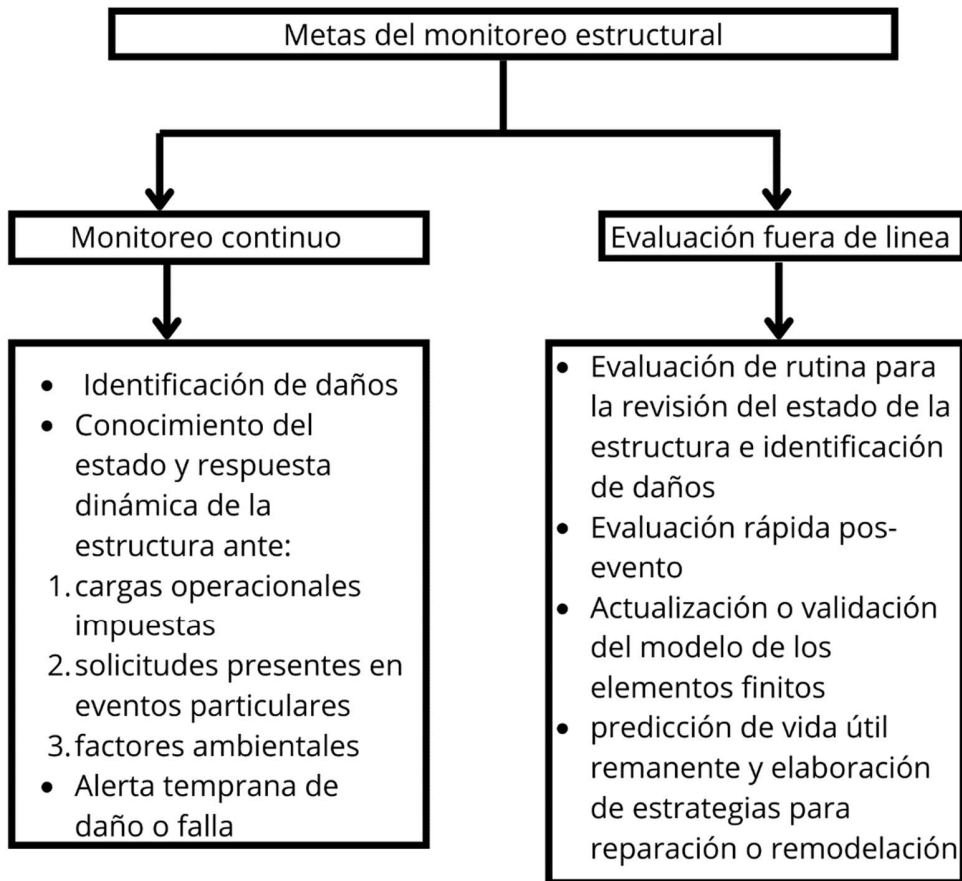 Metas del monitoreo estructural
Monitoreo continuo
Evaluación fuera de linea
• Identificación de daños
• Conocimiento del
estado y respuesta
dinámica de la
estructura ante:
1. cargas operacionales
impuestas
2. solicitudes presentes en
eventos particulares
3. factores ambientales
• Alerta temprana de
daño o falla
• Evaluación de rutina para
la revisión del estado de la
estructura e identificación
de daños
• Evaluación rápida pos-
evento
• Actualización o validación
del modelo de los
elementos finitos
• predicción de vida útil
remanente y elaboración
de estrategias para
reparación o remodelación